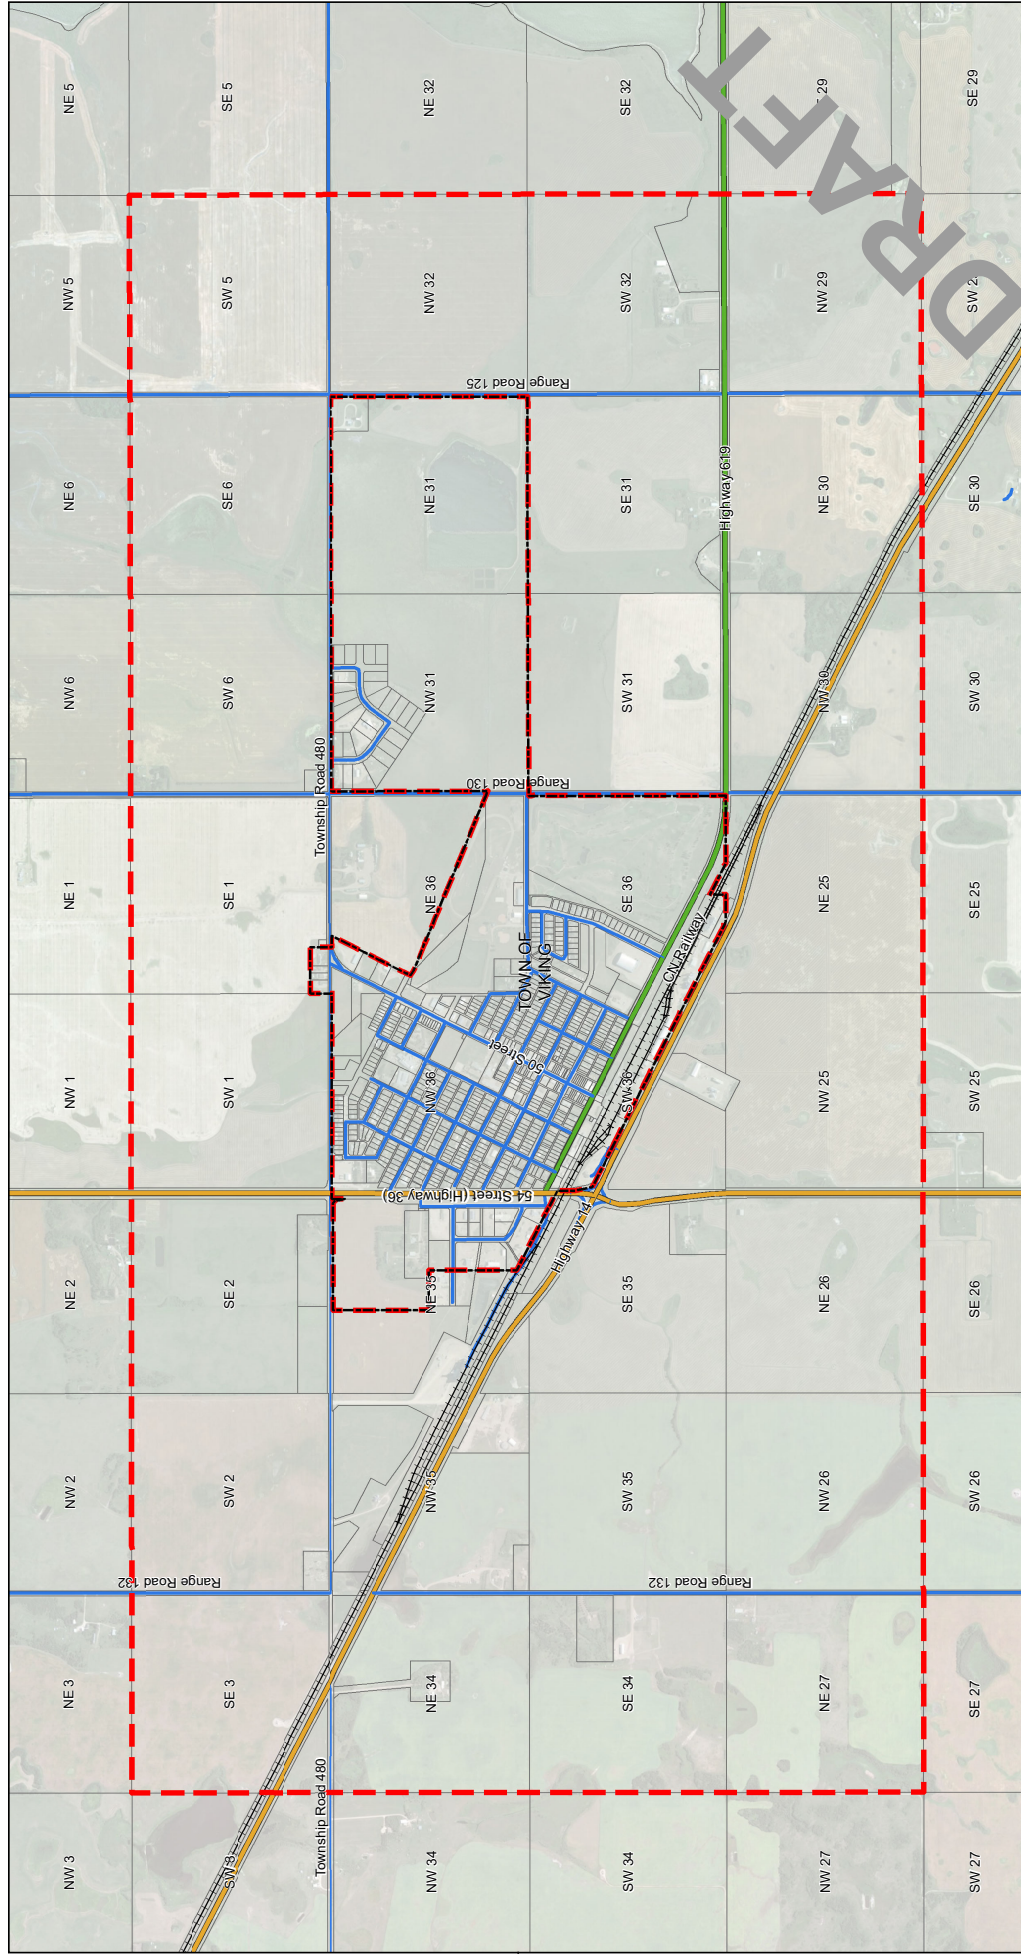 NW 3
NE 3
NW 2
NE 2
NW 1
NE 1
NW 6
NE 6
NW 5
NE 5
Range Road 132
SW 3
SE 3
SW 2
SE 2
SW 1
SE 1
SW 6
SE 6
SW 5
SE 5
Township Road 480
Township Road 480
NW 34
NE 34
NW 35
NE 35
54 Street (Highway 36)
NW 36
NE 36
NW 31
NE 31
NW 32
NE 32
50 Street
TOWN OF
VIKING
Range Road 130
Range Road 125
Highway 14
SW 34
SE 34
SW 35
SE 35
SW 36
SE 36
SW 31
SE 31
SW 32
SE 32
Range Road 132
CN Railway
Highway 619
NW 27
NE 27
NW 26
NE 26
NW 25
NE 25
NW 30
NE 30
NW 29
29
SW 27
SE 27
SW 26
SE 26
SW 25
SE 25
SW 30
SE 30
SW 2
SE 29
DRAFT